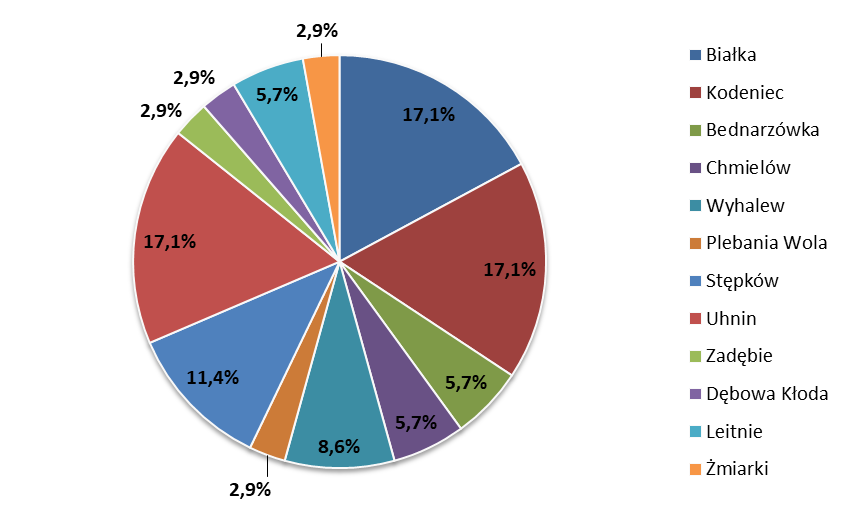 2,9%
17,1%
17,1%
5,7%
5,7%
8,6%
2,9%
11,4%
17,1%
2,9%
2,9%
5,7%
Białka
Kodeniec
Bednarzówka
Chmielów
Wyhalew
Plebania Wola
Stępków
Uhnin
Zadębie
Dębowa Kłoda
Leitnie
Żmiarki